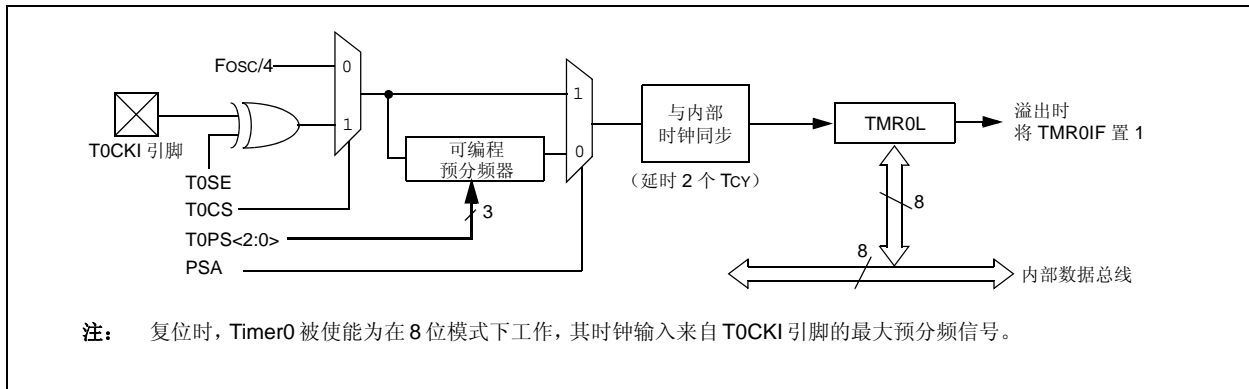 FOSC/4
0
1
T0CKI 引脚
T0SE
T0CS
T0PS<2:0>
PSA
可编程
预分频器
3
1
0
与内部
时钟同步
（延时 2 个 TCY）
TMR0L
溢出时
将 TMR0IF 置 1
8
8
内部数据总线
注： 复位时，Timer0 被使能为在 8 位模式下工作，其时钟输入来自 T0CKI 引脚的最大预分频信号。